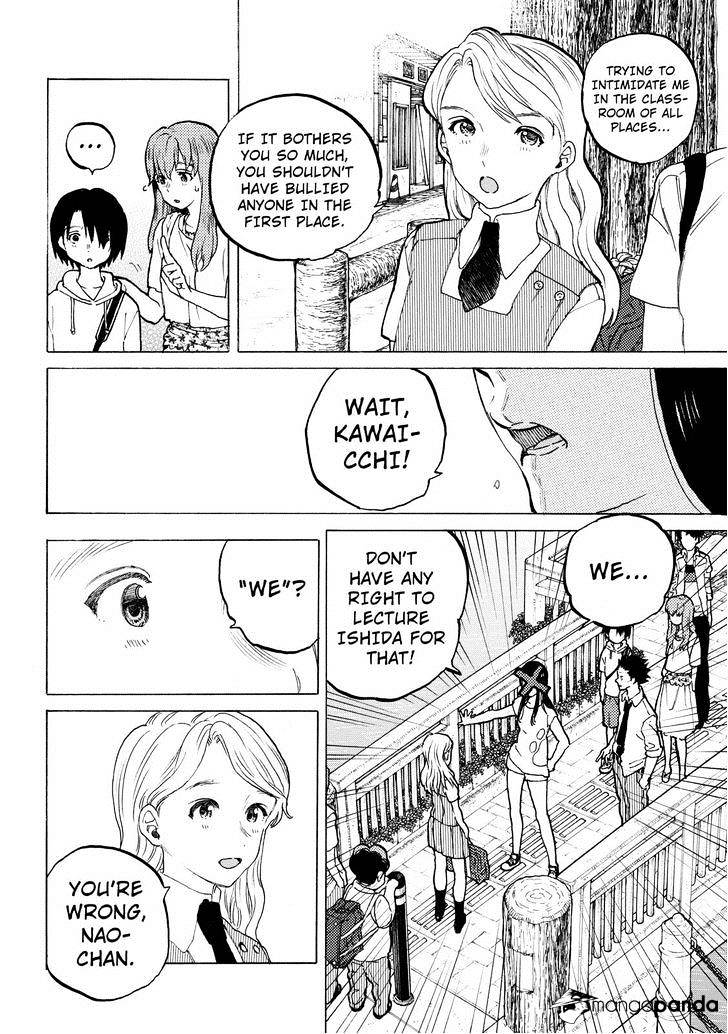 TRYING TO
INTIMIDATE ME
IN THE CLASS-
ROOM OF ALL
PLACES...
IF IT BOTHERS
YOU SO MUCH,
YOU SHOULDN'T
HAVE BULLIED
ANYONE IN THE
FIRST PLACE.
...
WAIT,
KAWAI-
CCHI!
WE...
DON'T
HAVE ANY
RIGHT TO
LECTURE
ISHIDA FOR
THAT!
"WE"?
YOU'RE
WRONG,
NAO-
CHAN.
mangapanda